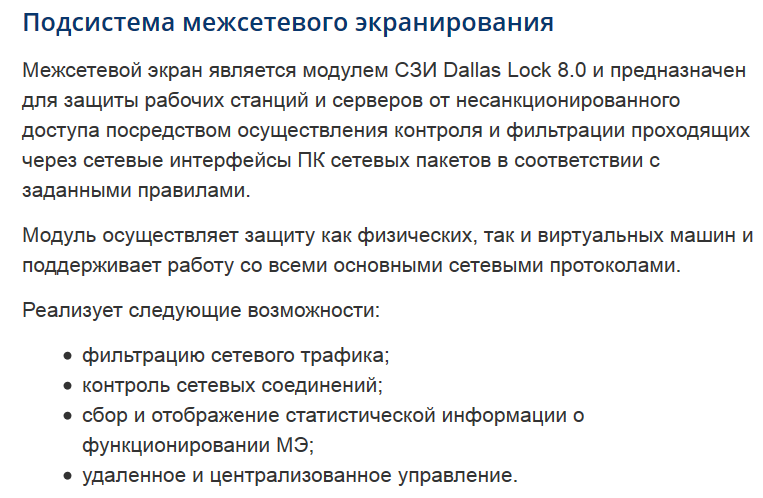 Подсистема межсетевого экранирования
Межсетевой экран является модулем СЗИ Dallas Lock 8.0 и предназначен
для защиты рабочих станций и серверов от несанкционированного
доступа посредством осуществления контроля и фильтрации проходящих
через сетевые интерфейсы ПК сетевых пакетов в соответствии с
заданными правилами.
Модуль осуществляет защиту как физических, так и виртуальных машин и
поддерживает работу со всеми основными сетевыми протоколами.
Реализует следующие возможности:
• фильтрацию сетевого трафика;
• контроль сетевых соединений;
• сбор и отображение статистической информации о
функционировании МЭ;
• удаленное и централизованное управление.